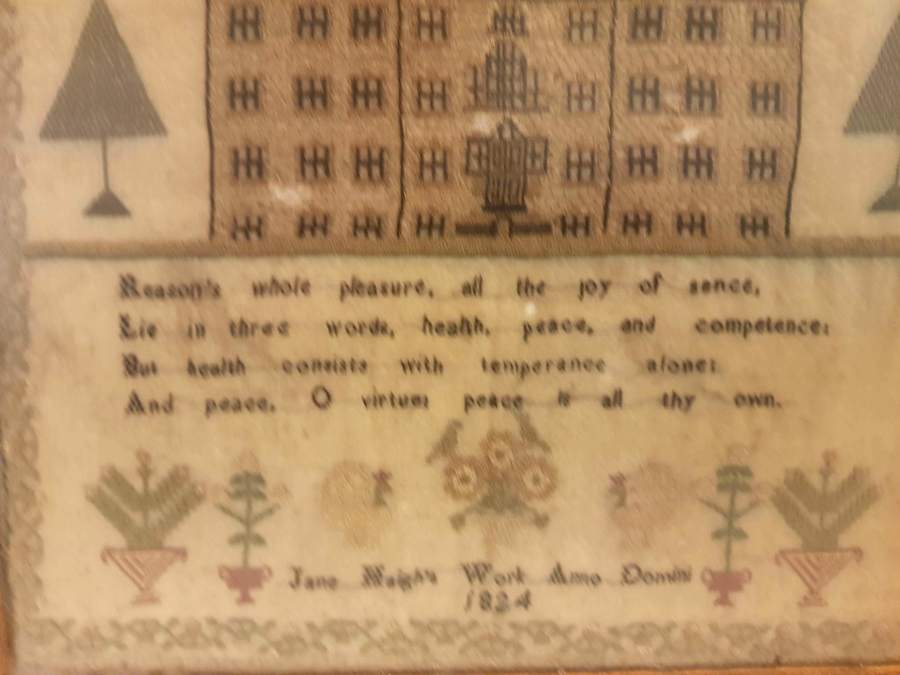 Reason's whole pleasure, all the joy of sence,
Lie in three words, health, peace, and competence:
But health consists with temperance alone:
And peace, O virtue: peace is all thy own.
Jane Haigh's Work Anno Domini
1824